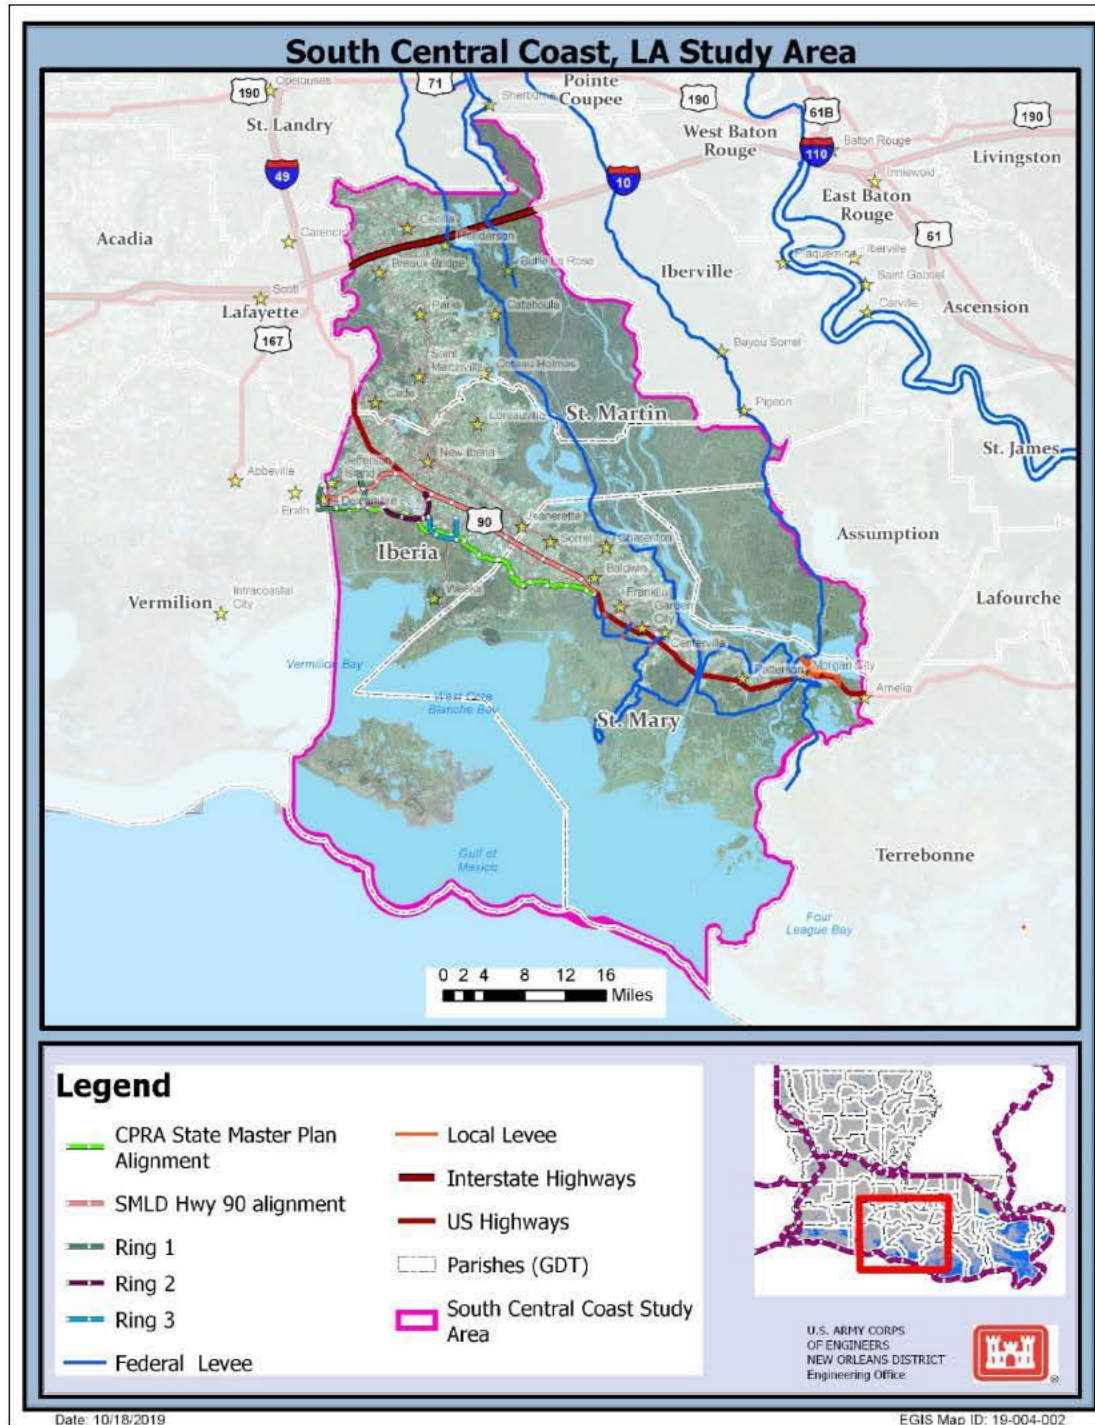 South Central Coast, LA Study Area
190
Opelousas
St. Landry
71
Sherburne
Pointe
Coupee
190
61B
190
West Baton
Rouge
110
Baton Rouge
Livingston
49
10
Inniswold
East Baton
Rouge
61
Acadia
Carencro
Cecilia
Henderson
Breaux Bridge
Butte La Rose
Iberville
Plaquemine
Iberville
Saint Gabriel
Carville
Ascension
Scott
Lafayette
167
Parks
Catahoula
Saint
Martinville
Coteau Holmes
Bayou Sorrel
Cade
Loreauville
St. Martin
Pigeon
St. James
Abbeville
Erath
Jefferson
Island
Delcambre
New Iberia
90
Jeanerette
Sorrel
Charenton
Assumption
Iberia
Baldwin
Weeks
Franklin
Garden
City
Centerville
Vermilion
Intracoastal
City
Lafourche
Vermilion Bay
West Cote
Blanche Bay
St. Mary
Patterson
Morgan City
Amelia
Terrebonne
Gulf of
Mexico
Four
League Bay
0 2 4 8 12 16
Miles
Legend
CPRA State Master Plan
Alignment
SMLD Hwy 90 alignment
Ring 1
Ring 2
Ring 3
Federal Levee
Local Levee
Interstate Highways
US Highways
Parishes (GDT)
South Central Coast Study
Area
U.S. ARMY CORPS
OF ENGINEERS
NEW ORLEANS DISTRICT
Engineering Office
®
Date: 10/18/2019
EGIS Map ID: 19-004-002